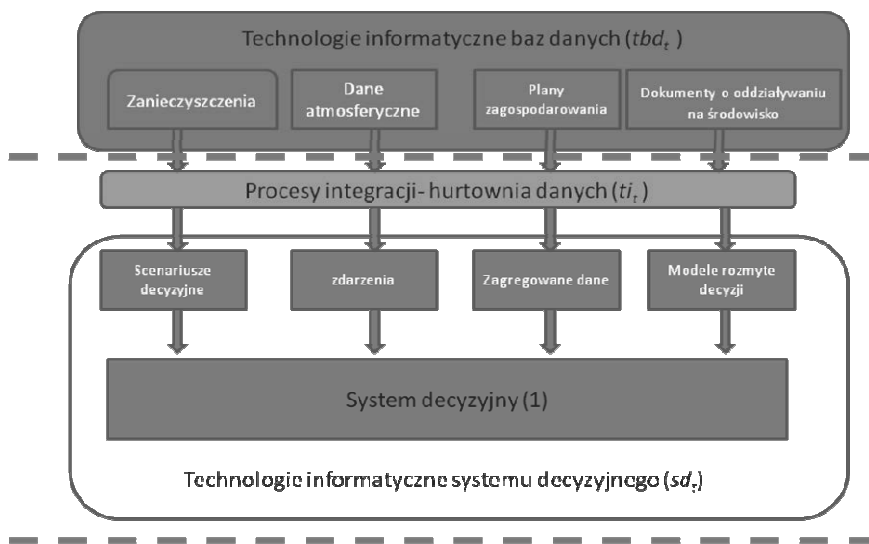 Technologie informatyczne baz danych (tbdt )
Zanieczyszczenia
Dane
atmosferyczne
Plany
zagospodarowania
Dokumenty o oddziaływaniu
na środowisko
Procesy integracji- hurtownia danych (tit )
Scenariusze
decyzyjne
zdarzenia
Zagregowane dane
Modele rozmyte
decyzji
System decyzyjny (1)
Technologie informatyczne systemu decyzyjnego (sdt)